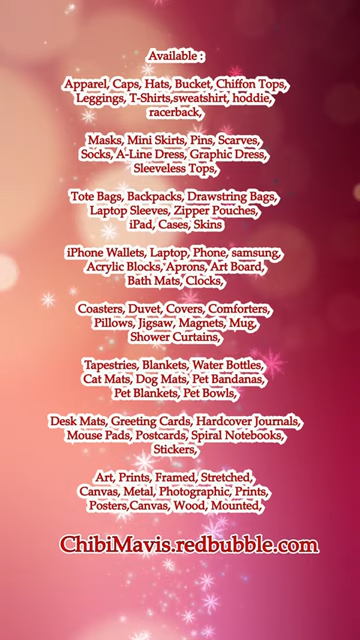 Available :
Apparel, Caps, Hats, Bucket, Chiffon Tops,
Leggings, T-Shirts,sweatshirt, hoddie,
racerback,
Masks, Mini Skirts, Pins, Scarves,
Socks, A-Line Dress, Graphic Dress,
Sleeveless Tops,
Tote Bags, Backpacks, Drawstring Bags,
Laptop Sleeves, Zipper Pouches,
iPad, Cases, Skins
iPhone Wallets, Laptop, Phone, samsung,
Acrylic Blocks, Aprons, Art Board,
Bath Mats, Clocks,
Coasters, Duvet, Covers, Comforters,
Pillows, Jigsaw, Magnets, Mug,
Shower Curtains,
Tapestries, Blankets, Water Bottles,
Cat Mats, Dog Mats, Pet Bandanas,
Pet Blankets, Pet Bowls,
Desk Mats, Greeting Cards, Hardcover Journals,
Mouse Pads, Postcards, Spiral Notebooks,
Stickers,
Art, Prints, Framed, Stretched,
Canvas, Metal, Photographic, Prints,
Posters,Canvas, Wood, Mounted,
ChibiMavis.redbubble.com